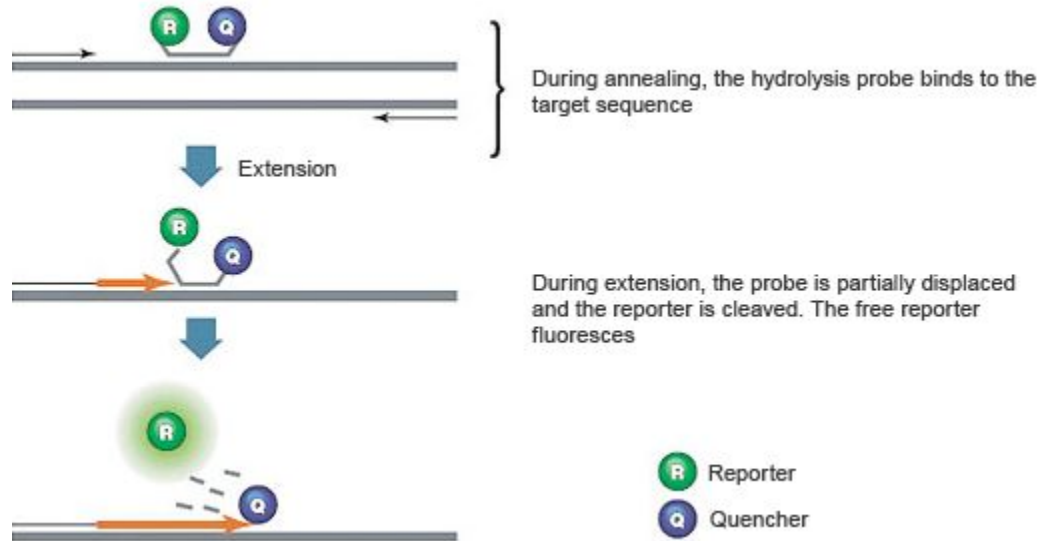 R Q
During annealing, the hydrolysis probe binds to the
target sequence
Extension
R
Q
During extension, the probe is partially displaced
and the reporter is cleaved. The free reporter
fluoresces
R
Q
R Reporter
Q Quencher